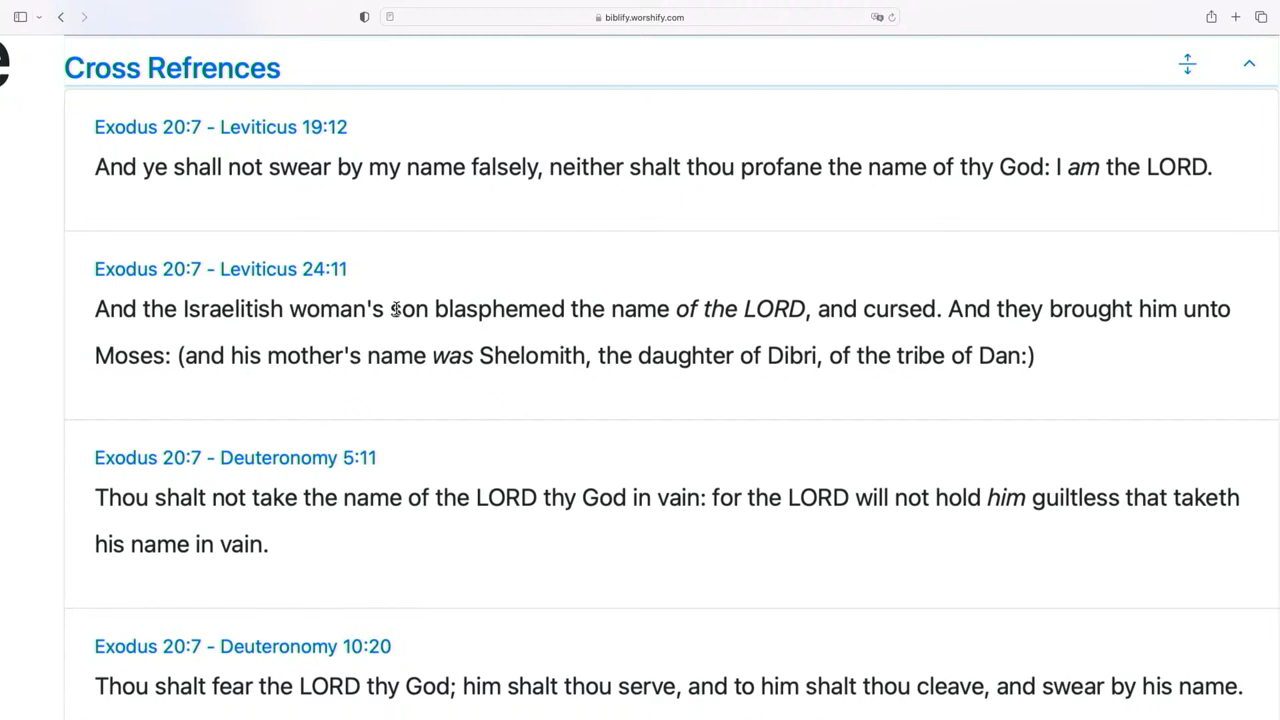 biblify.worshify.com
e
Cross Refrences
Exodus 20:7 - Leviticus 19:12
And ye shall not swear by my name falsely, neither shalt thou profane the name of thy God: I am the LORD.
Exodus 20:7 - Leviticus 24:11
And the Israelitish woman's son blasphemed the name of the LORD, and cursed. And they brought him unto
Moses: (and his mother's name was Shelomith, the daughter of Dibri, of the tribe of Dan:)
Exodus 20:7 - Deuteronomy 5:11
Thou shalt not take the name of the LORD thy God in vain: for the LORD will not hold him guiltless that taketh
his name in vain.
Exodus 20:7 - Deuteronomy 10:20
Thou shalt fear the LORD thy God; him shalt thou serve, and to him shalt thou cleave, and swear by his name.